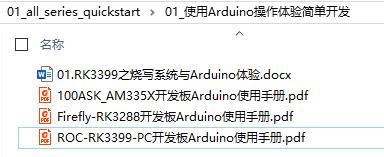 01_all_series_quickstart > 01_使用Arduino操作体验简单开发
名称
01.RK3399之烧写系统与Arduino体验.docx
100ASK_AM335X开发板Arduino使用手册.pdf
Firefly-RK3288开发板Arduino使用手册.pdf
ROC-RK3399-PC开发板Arduino使用手册.pdf